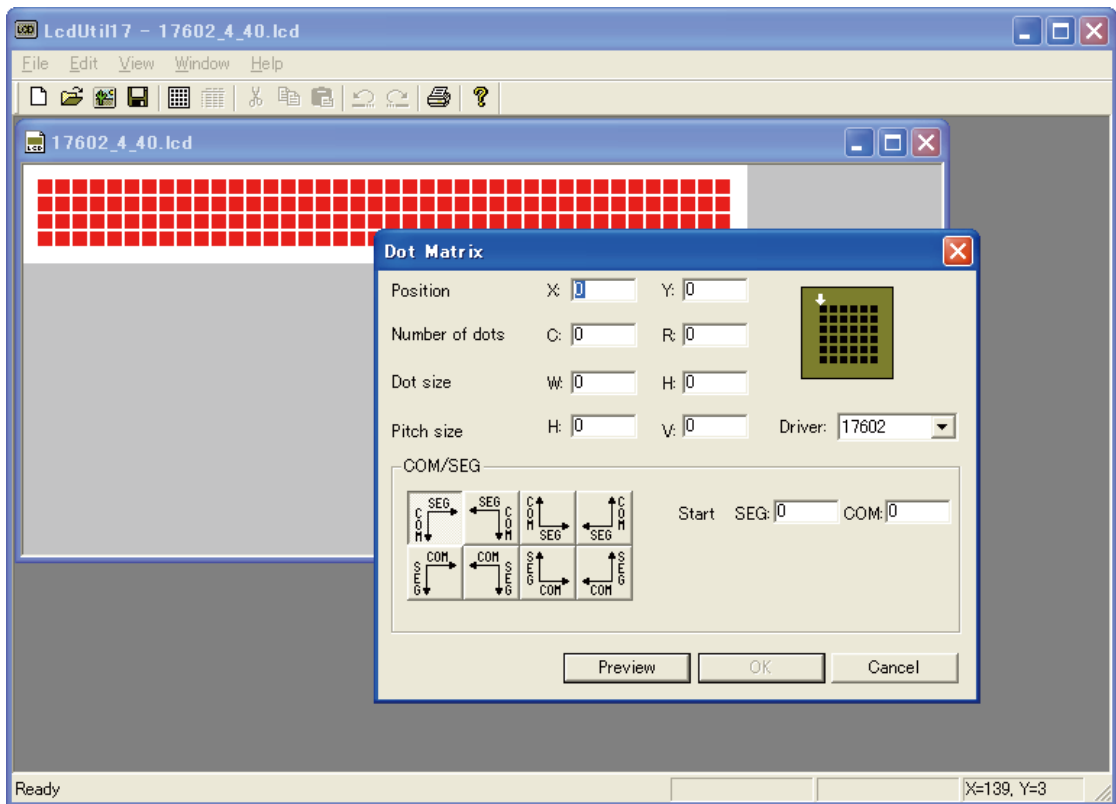 LcdUtil17 - 17602_4_40.lcd
File Edit View Window Help
17602_4_40.lcd
Dot Matrix
Position X: 0 Y: 0
Number of dots C: 0 R: 0
Dot size W: 0 H: 0
Pitch size H: 0 V: 0 Driver: 17602
COM/SEG
SEG COM SEG COM COM SEG COM SEG
Start SEG: 0 COM: 0
COM SEG COM SEG SEG COM SEG COM
Preview OK Cancel
Ready X=139, Y=3